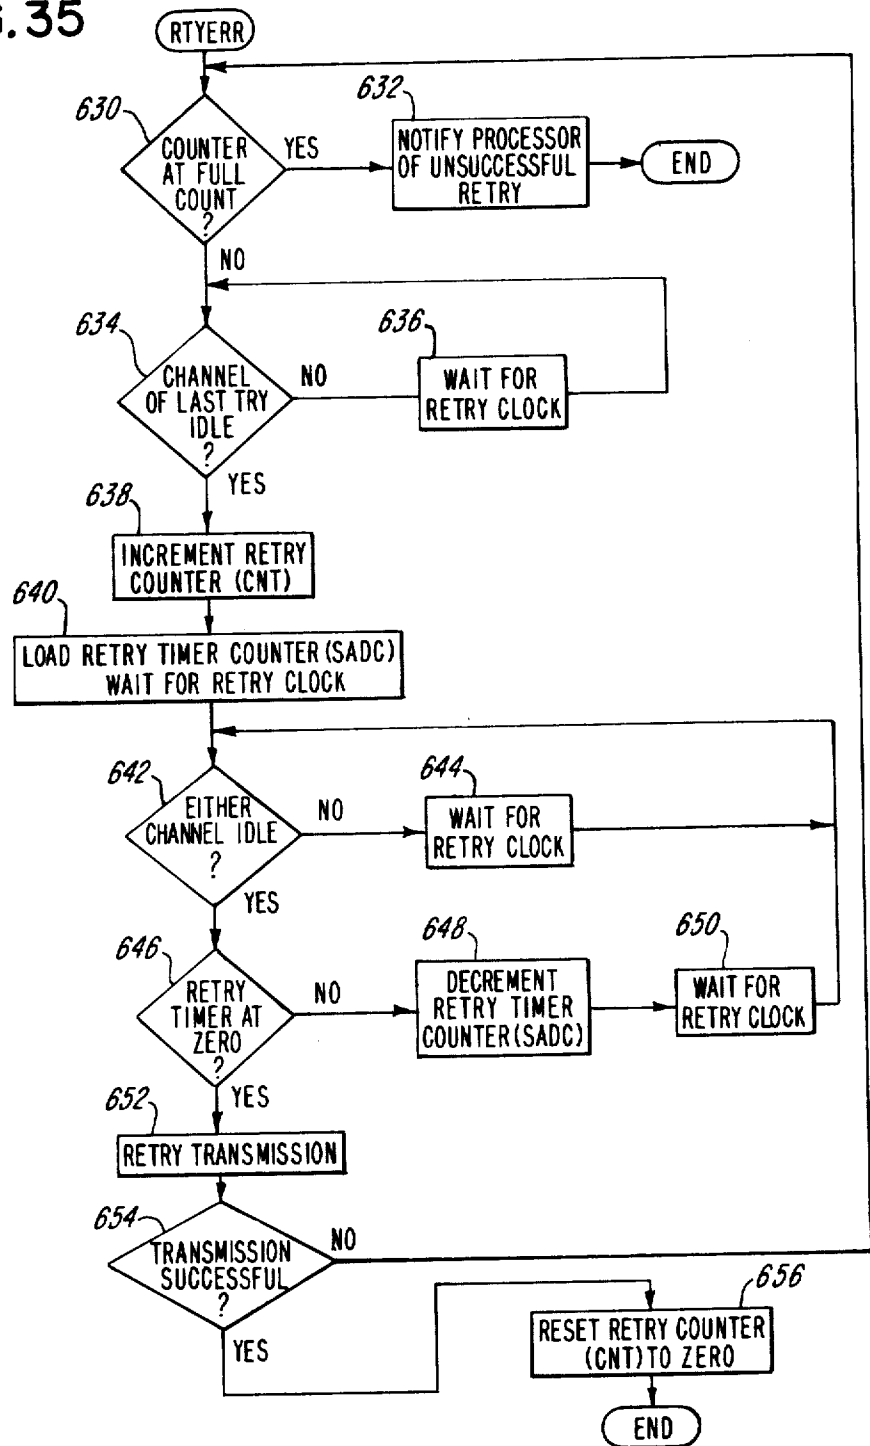 G.35
RTYERR
630
COUNTER
AT FULL
COUNT
?
YES
632
NOTIFY PROCESSOR
OF UNSUCCESSFUL
RETRY
END
NO
634
CHANNEL
OF LAST TRY
IDLE
?
NO
636
WAIT FOR
RETRY CLOCK
YES
638
INCREMENT RETRY
COUNTER (CNT)
640
LOAD RETRY TIMER COUNTER (SADC)
WAIT FOR RETRY CLOCK
642
EITHER
CHANNEL IDLE
?
NO
644
WAIT FOR
RETRY CLOCK
YES
646
RETRY
TIMER AT
ZERO
?
NO
648
DECREMENT
RETRY TIMER
COUNTER (SADC)
650
WAIT FOR
RETRY CLOCK
YES
652
RETRY TRANSMISSION
654
TRANSMISSION
SUCCESSFUL
?
NO
YES
656
RESET RETRY COUNTER
(CNT) TO ZERO
END